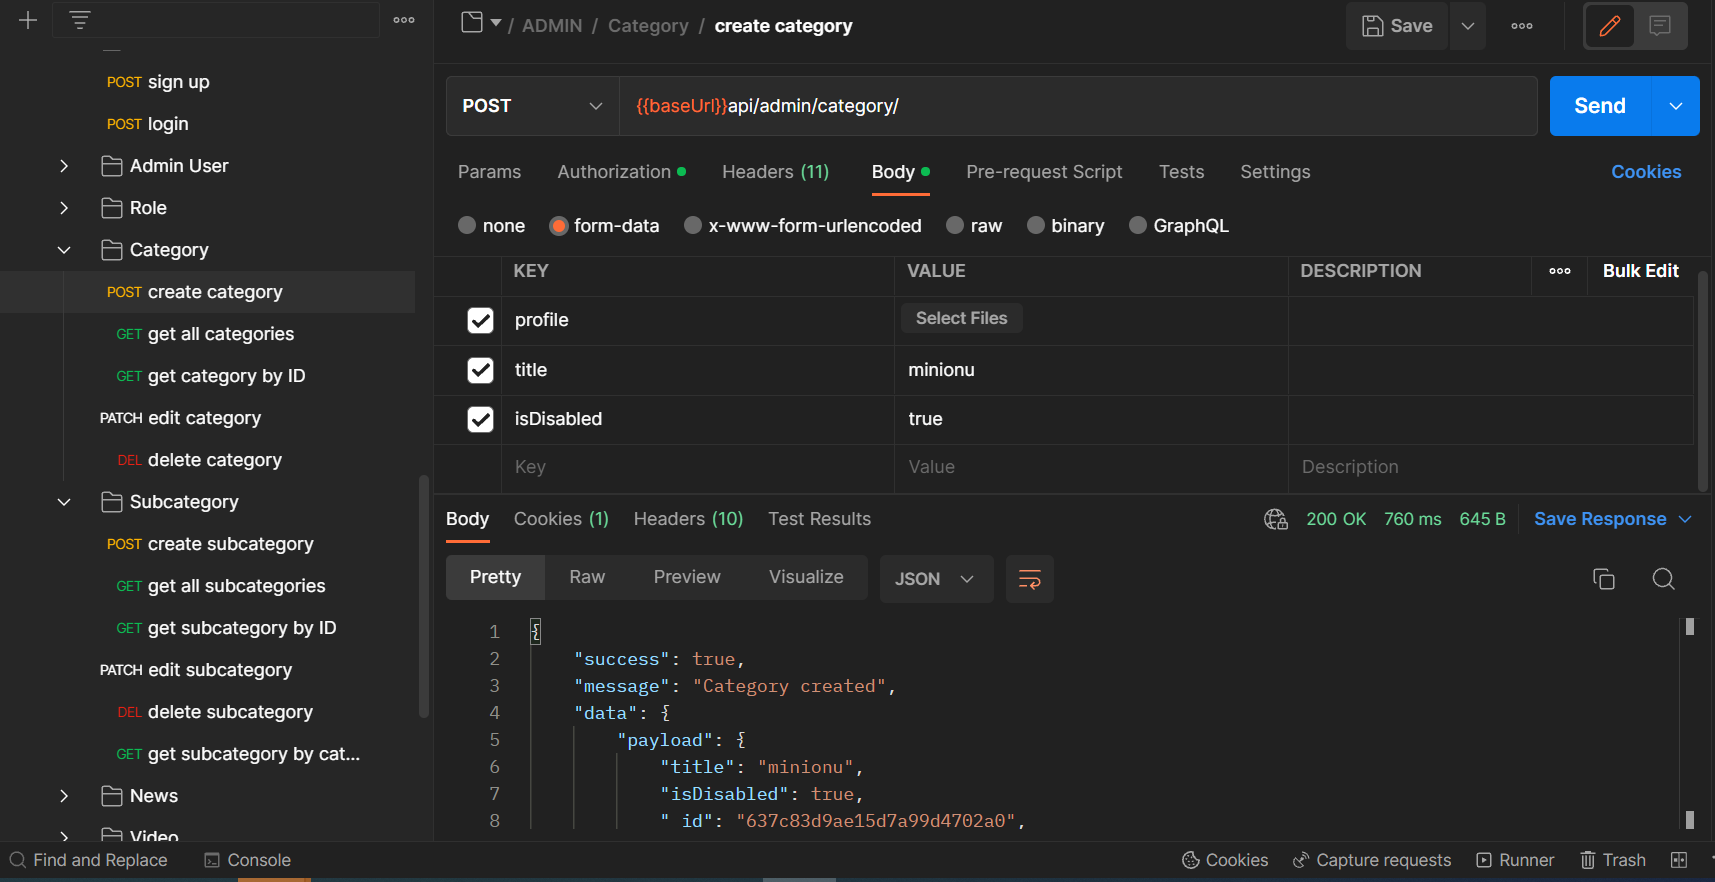 / ADMIN / Category / create category
Save
POST sign up
POST login
Admin User
Role
Category
POST create category
GET get all categories
GET get category by ID
PATCH edit category
DEL delete category
Subcategory
POST create subcategory
GET get all subcategories
GET get subcategory by ID
PATCH edit subcategory
DEL delete subcategory
GET get subcategory by cat...
News
Video
POST {{baseUrl}}api/admin/category/ Send
Params Authorization Headers (11) Body Pre-request Script Tests Settings Cookies
none form-data x-www-form-urlencoded raw binary GraphQL
KEY VALUE DESCRIPTION Bulk Edit
profile Select Files
title minionu
isDisabled true
Key Value Description
Body Cookies (1) Headers (10) Test Results 200 OK 760 ms 645 B Save Response
Pretty Raw Preview Visualize JSON
1 {
2 "success": true,
3 "message": "Category created",
4 "data": {
5 "payload": {
6 "title": "minionu",
7 "isDisabled": true,
8 "_id": "637c83d9ae15d7a99d4702a0",
Find and Replace Console Cookies Capture requests Runner Trash